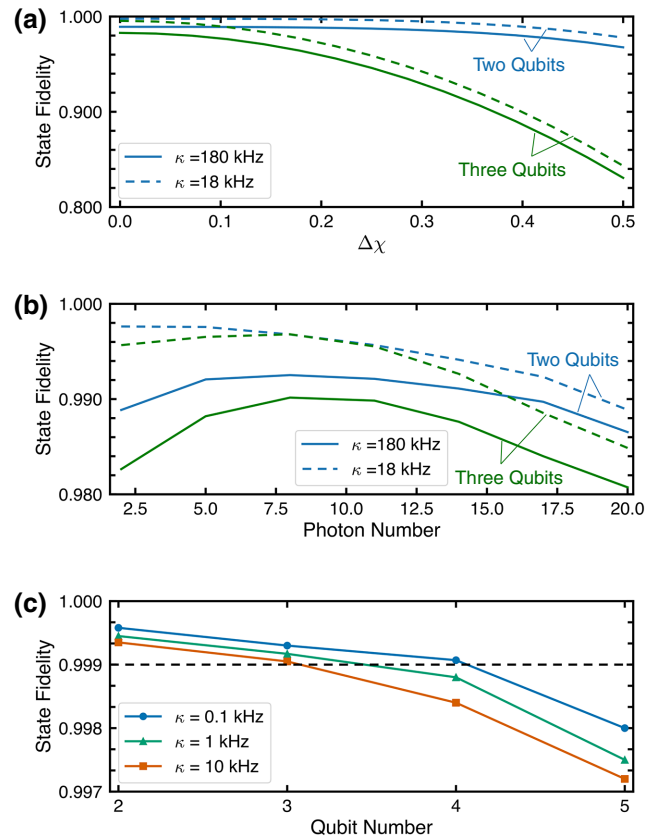 (a)
1.000
0.900
0.800
State Fidelity
Two Qubits
Three Qubits
κ = 180 kHz
κ = 18 kHz
0.0 0.1 0.2 0.3 0.4 0.5
Δχ
(b)
1.000
0.990
0.980
State Fidelity
Two Qubits
Three Qubits
κ = 180 kHz
κ = 18 kHz
2.5 5.0 7.5 10.0 12.5 15.0 17.5 20.0
Photon Number
(c)
1.000
0.999
0.998
0.997
State Fidelity
κ = 0.1 kHz
κ = 1 kHz
κ = 10 kHz
2 3 4 5
Qubit Number